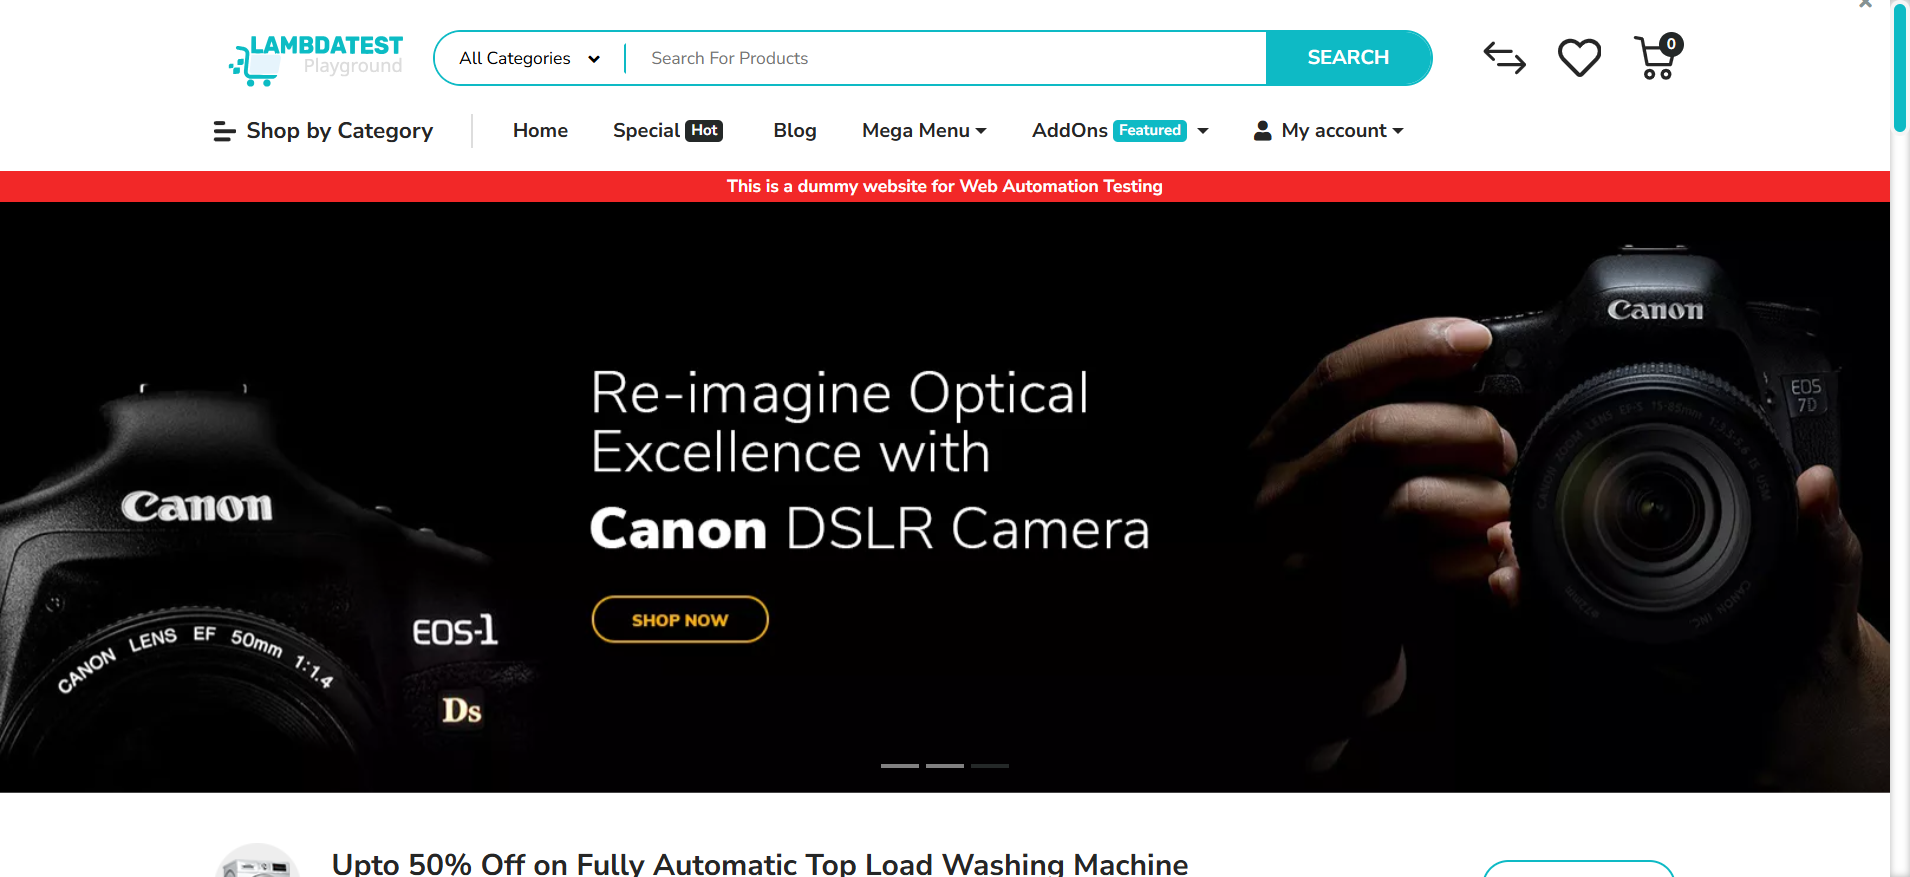 LAMBDATEST
Playground
All Categories
Search For Products
SEARCH
0
Shop by Category
Home
Special Hot
Blog
Mega Menu
AddOns Featured
My account
This is a dummy website for Web Automation Testing
Re-imagine Optical
Excellence with
Canon DSLR Camera
SHOP NOW
Canon
CANON LENS EF 50mm 1:1.4
EOS-1
Ds
Canon
EOS
7D
Upto 50% Off on Fully Automatic Top Load Washing Machine